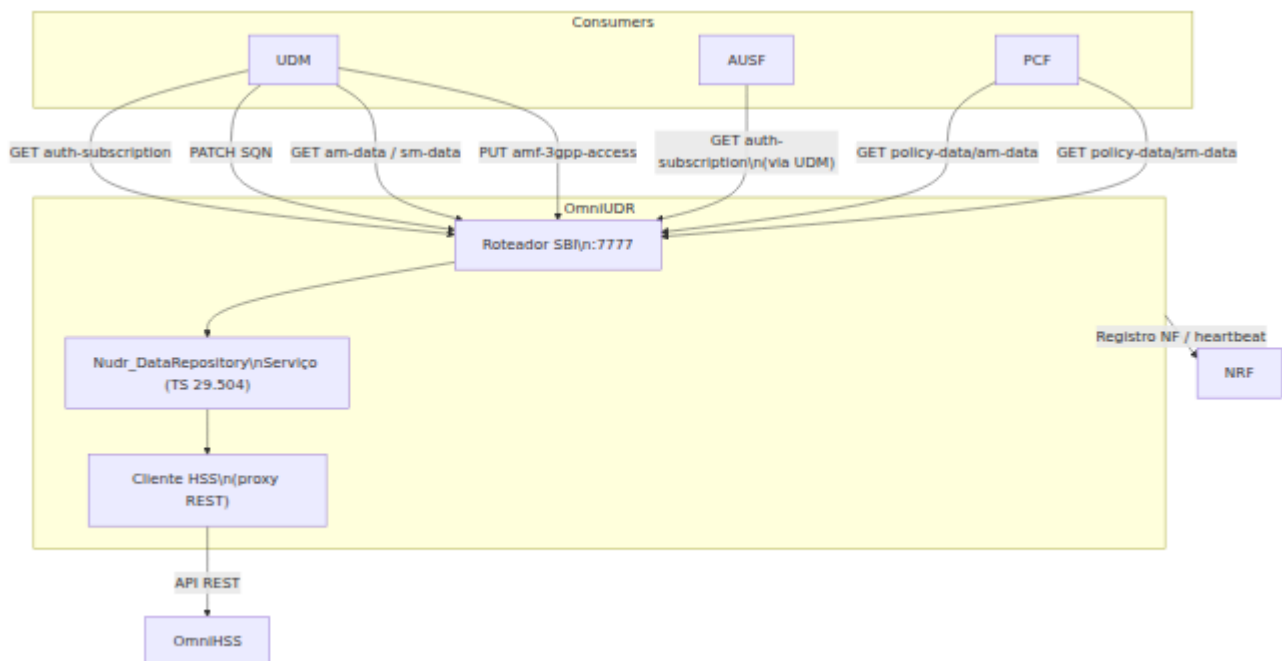 Consumers
UDM
AUSF
PCF
GET auth-subscription
PATCH SQN
GET am-data / sm-data
PUT amf-3gpp-access
GET auth-
subscription\n(via UDM)
GET policy-data/am-data
GET policy-data/sm-data
OmniUDR
Roteador SBI\n:7777
Nudr_DataRepository\nServiço
(TS 29.504)
Registro NF / heartbeat
NRF
Cliente HSS\n(proxy
REST)
API REST
OmniHSS